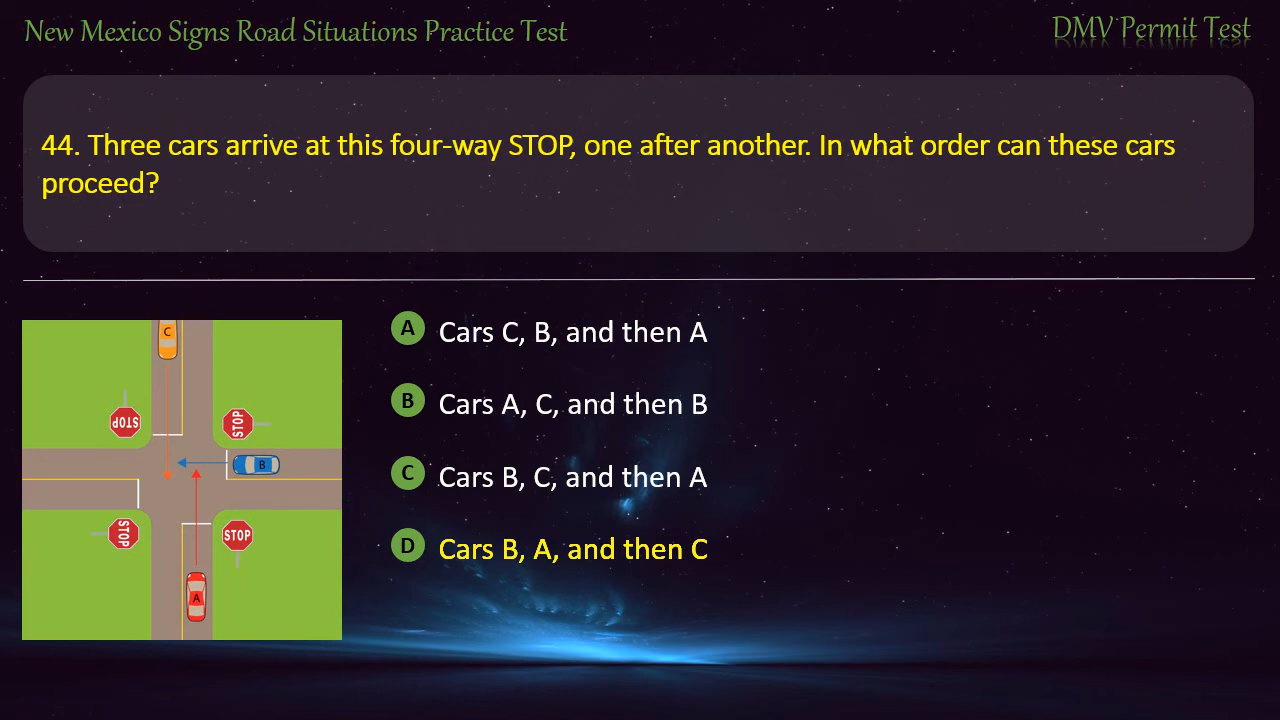 New Mexico Signs Road Situations Practice Test
DMV Permit Test
44. Three cars arrive at this four-way STOP, one after another. In what order can these cars
proceed?
C
STOP
STOP
B
STOP
STOP
A
A Cars C, B, and then A
B Cars A, C, and then B
C Cars B, C, and then A
D Cars B, A, and then C